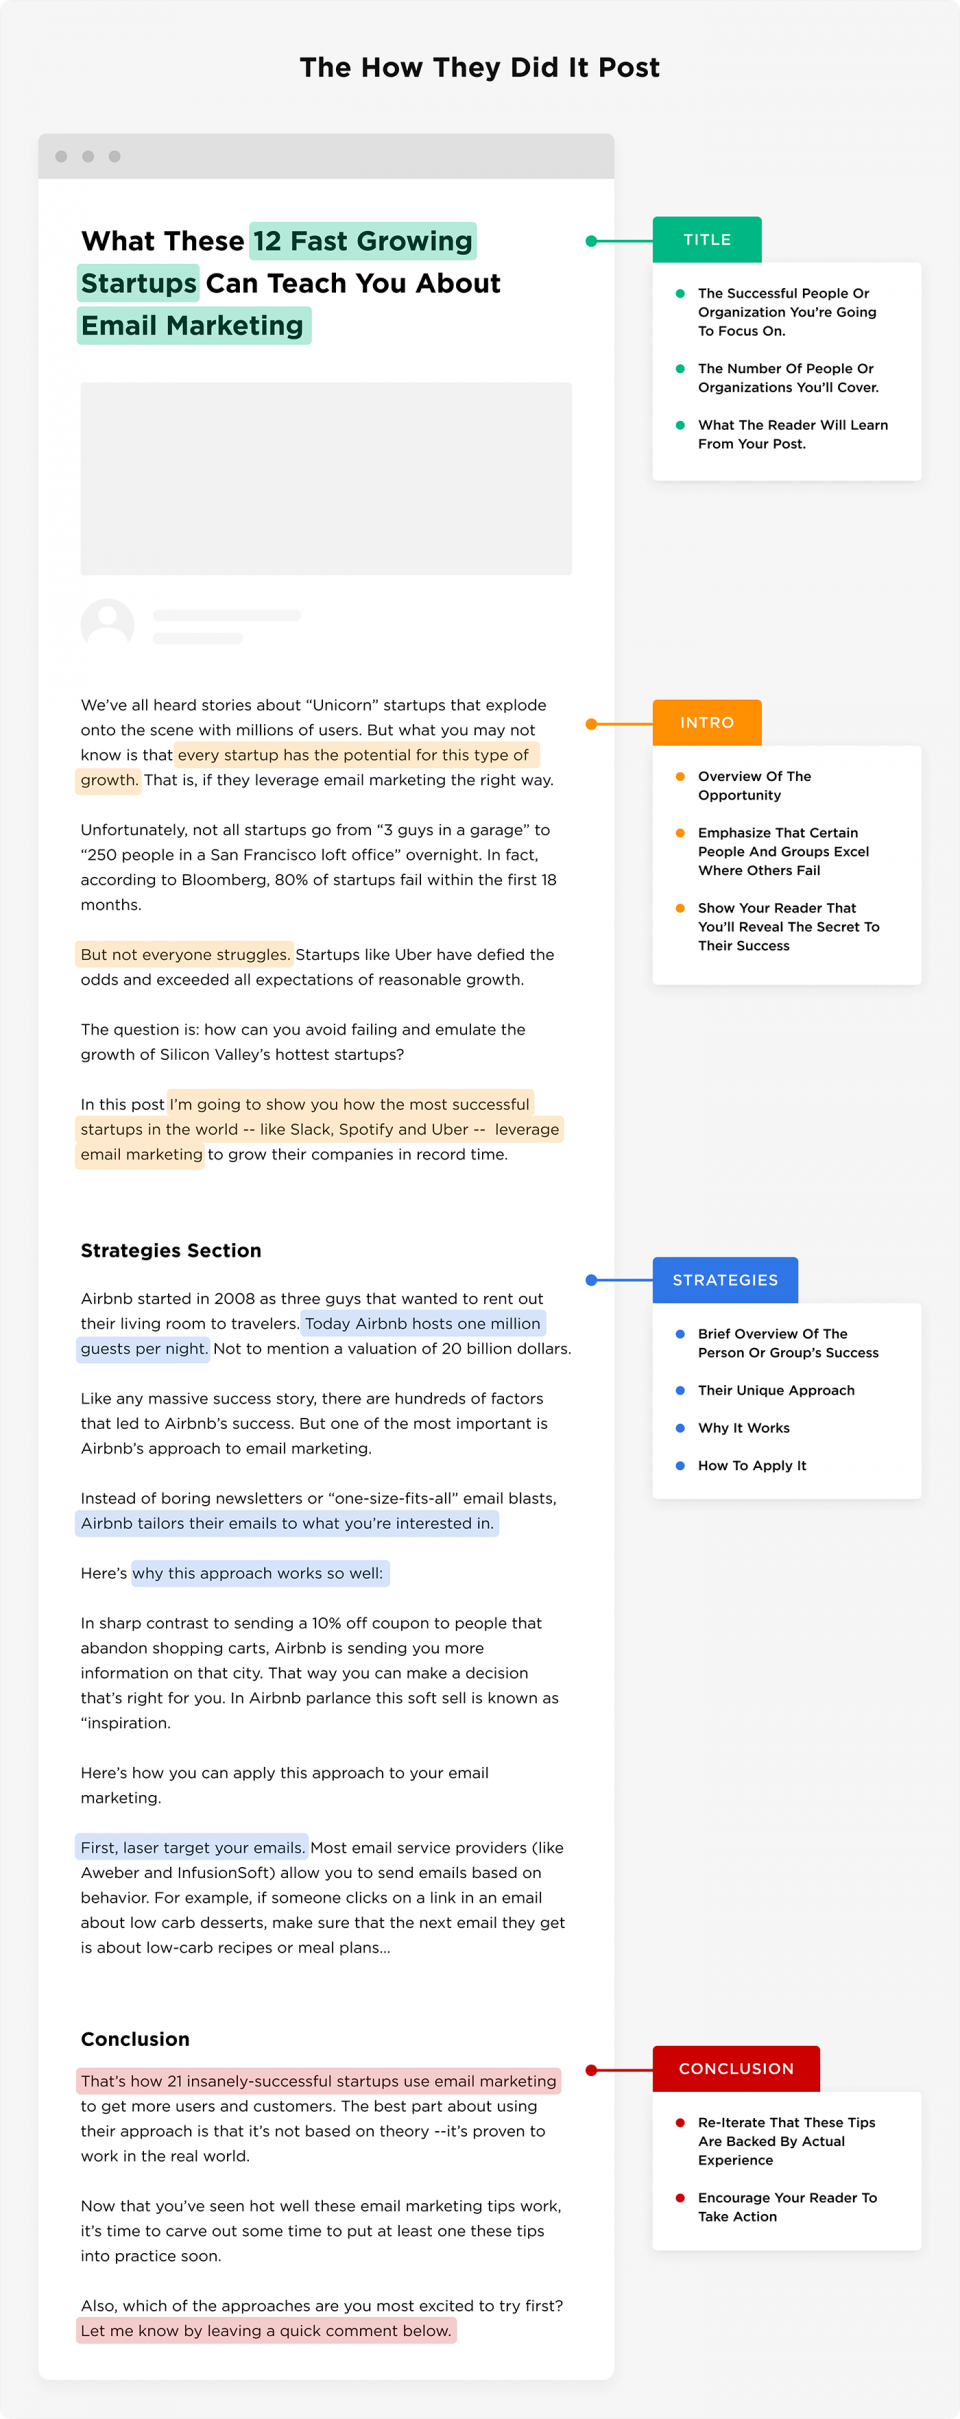 The How They Did It Post
What These 12 Fast Growing
Startups Can Teach You About
Email Marketing
TITLE
The Successful People Or
Organization You're Going
To Focus On.
The Number Of People Or
Organizations You'll Cover.
What The Reader Will Learn
From Your Post.
We've all heard stories about “Unicorn” startups that explode
onto the scene with millions of users. But what you may not
know is that every startup has the potential for this type of
growth. That is, if they leverage email marketing the right way.
Unfortunately, not all startups go from “3 guys in a garage” to
“250 people in a San Francisco loft office” overnight. In fact,
according to Bloomberg, 80% of startups fail within the first 18
months.
But not everyone struggles. Startups like Uber have defied the
odds and exceeded all expectations of reasonable growth.
The question is: how can you avoid failing and emulate the
growth of Silicon Valley's hottest startups?
In this post I'm going to show you how the most successful
startups in the world -- like Slack, Spotify and Uber -- leverage
email marketing to grow their companies in record time.
INTRO
Overview Of The
Opportunity
Emphasize That Certain
People And Groups Excel
Where Others Fail
Show Your Reader That
You'll Reveal The Secret To
Their Success
Strategies Section
Airbnb started in 2008 as three guys that wanted to rent out
their living room to travelers. Today Airbnb hosts one million
guests per night. Not to mention a valuation of 20 billion dollars.
Like any massive success story, there are hundreds of factors
that led to Airbnb's success. But one of the most important is
Airbnb's approach to email marketing.
Instead of boring newsletters or “one-size-fits-all” email blasts,
Airbnb tailors their emails to what you're interested in.
Here's why this approach works so well:
In sharp contrast to sending a 10% off coupon to people that
abandon shopping carts, Airbnb is sending you more
information on that city. That way you can make a decision
that's right for you. In Airbnb parlance this soft sell is known as
“inspiration.
Here's how you can apply this approach to your email
marketing.
First, laser target your emails. Most email service providers (like
Aweber and InfusionSoft) allow you to send emails based on
behavior. For example, if someone clicks on a link in an email
about low carb desserts, make sure that the next email they get
is about low-carb recipes or meal plans...
STRATEGIES
Brief Overview Of The
Person Or Group's Success
Their Unique Approach
Why It Works
How To Apply It
Conclusion
That's how 21 insanely-successful startups use email marketing
to get more users and customers. The best part about using
their approach is that it's not based on theory --it's proven to
work in the real world.
Now that you've seen hot well these email marketing tips work,
it's time to carve out some time to put at least one these tips
into practice soon.
Also, which of the approaches are you most excited to try first?
Let me know by leaving a quick comment below.
CONCLUSION
Re-Iterate That These Tips
Are Backed By Actual
Experience
Encourage Your Reader To
Take Action